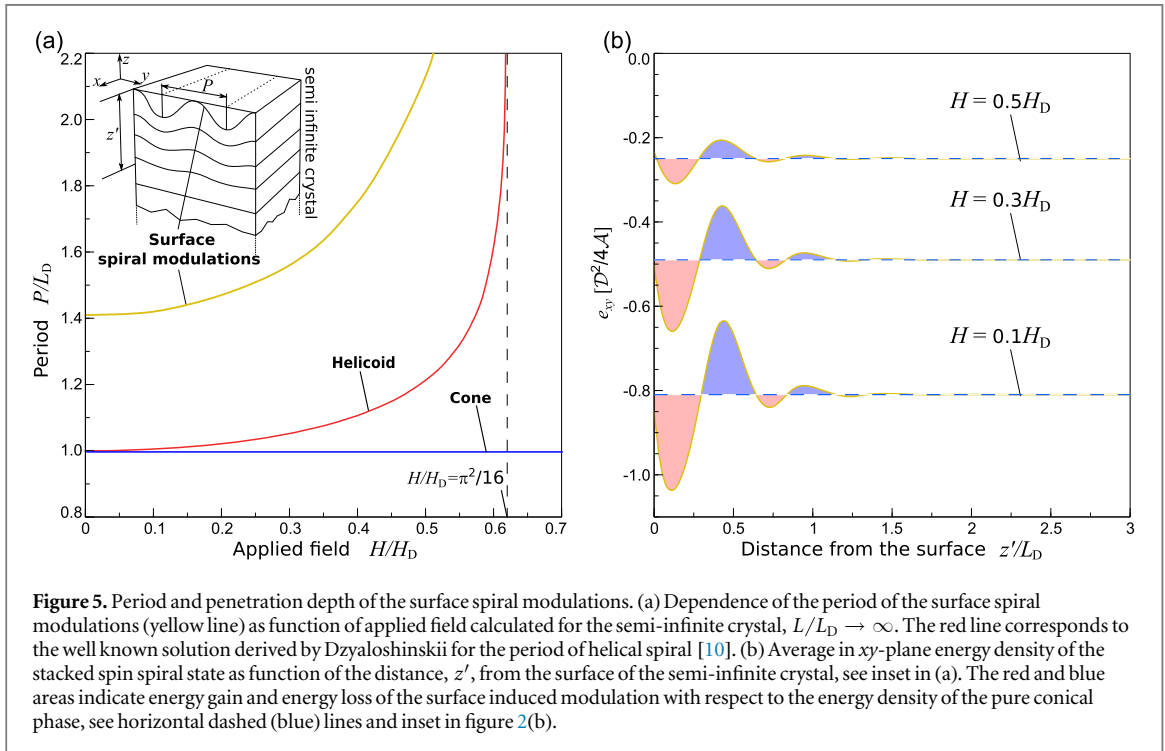 (a)
2.2
2.0
1.8
1.6
1.4
1.2
1.0
0.8
Period P/L_D
z
x
y
P
z′
semi infinite crystal
Surface
spiral modulations
Helicoid
Cone
H/H_D=π²/16
0
0.1
0.2
0.3
0.4
0.5
0.6
0.7
Applied field H/H_D
(b)
0.0
-0.2
-0.4
-0.6
-0.8
-1.0
e_xy [𝒟²/4𝒜]
H = 0.5H_D
H = 0.3H_D
H = 0.1H_D
0
0.5
1
1.5
2
2.5
3
Distance from the surface z′/L_D
Figure 5. Period and penetration depth of the surface spiral modulations. (a) Dependence of the period of the surface spiral
modulations (yellow line) as function of applied field calculated for the semi-infinite crystal, L/L_D → ∞. The red line corresponds to
the well known solution derived by Dzyaloshinskii for the period of helical spiral [10]. (b) Average in xy-plane energy density of the
stacked spin spiral state as function of the distance, z′, from the surface of the semi-infinite crystal, see inset in (a). The red and blue
areas indicate energy gain and energy loss of the surface induced modulation with respect to the energy density of the pure conical
phase, see horizontal dashed (blue) lines and inset in figure 2(b).